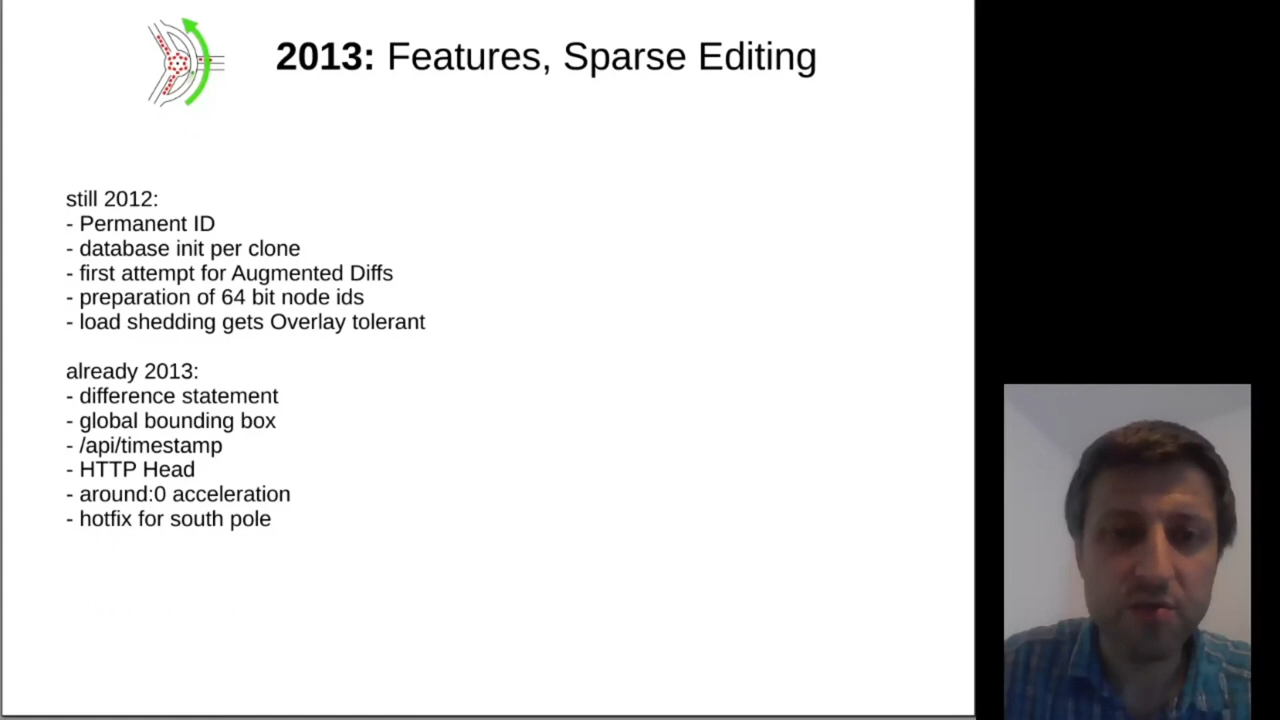 2013: Features, Sparse Editing
still 2012:
- Permanent ID
- database init per clone
- first attempt for Augmented Diffs
- preparation of 64 bit node ids
- load shedding gets Overlay tolerant
already 2013:
- difference statement
- global bounding box
- /api/timestamp
- HTTP Head
- around:0 acceleration
- hotfix for south pole